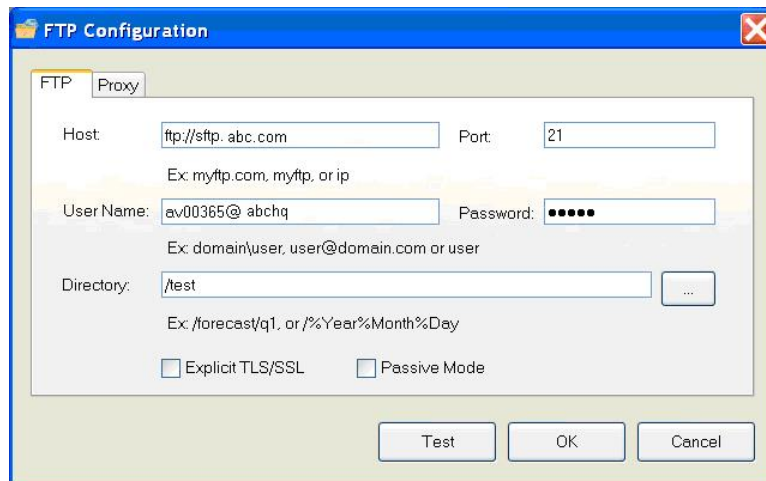 FTP Configuration
FTP Proxy
Host: ftp://sftp. abc.com Port: 21
Ex: myftp.com, myftp, or ip
User Name: av00365@ abchq Password: •••••
Ex: domain\user, user@domain.com or user
Directory: /test ...
Ex: /forecast/q1, or /%Year%Month%Day
Explicit TLS/SSL Passive Mode
Test OK Cancel